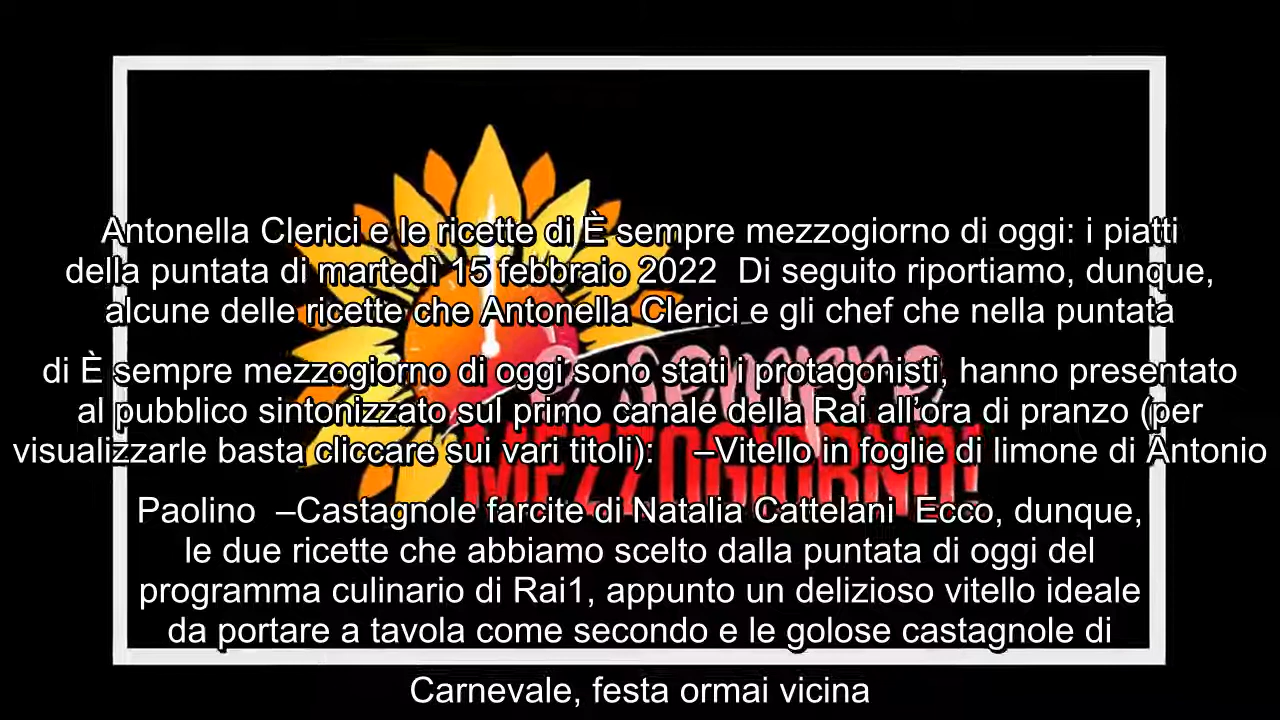 Antonella Clerici e le ricette di È sempre mezzogiorno di oggi: i piatti
della puntata di martedì 15 febbraio 2022  Di seguito riportiamo, dunque,
alcune delle ricette che Antonella Clerici e gli chef che nella puntata
di È sempre mezzogiorno di oggi sono stati i protagonisti, hanno presentato
al pubblico sintonizzato sul primo canale della Rai all’ora di pranzo (per
visualizzarle basta cliccare sui vari titoli):    –Vitello in foglie di limone di Antonio
Paolino  –Castagnole farcite di Natalia Cattelani  Ecco, dunque,
le due ricette che abbiamo scelto dalla puntata di oggi del
programma culinario di Rai1, appunto un delizioso vitello ideale
da portare a tavola come secondo e le golose castagnole di
Carnevale, festa ormai vicina
è sempre
MEZZOGIORNO!